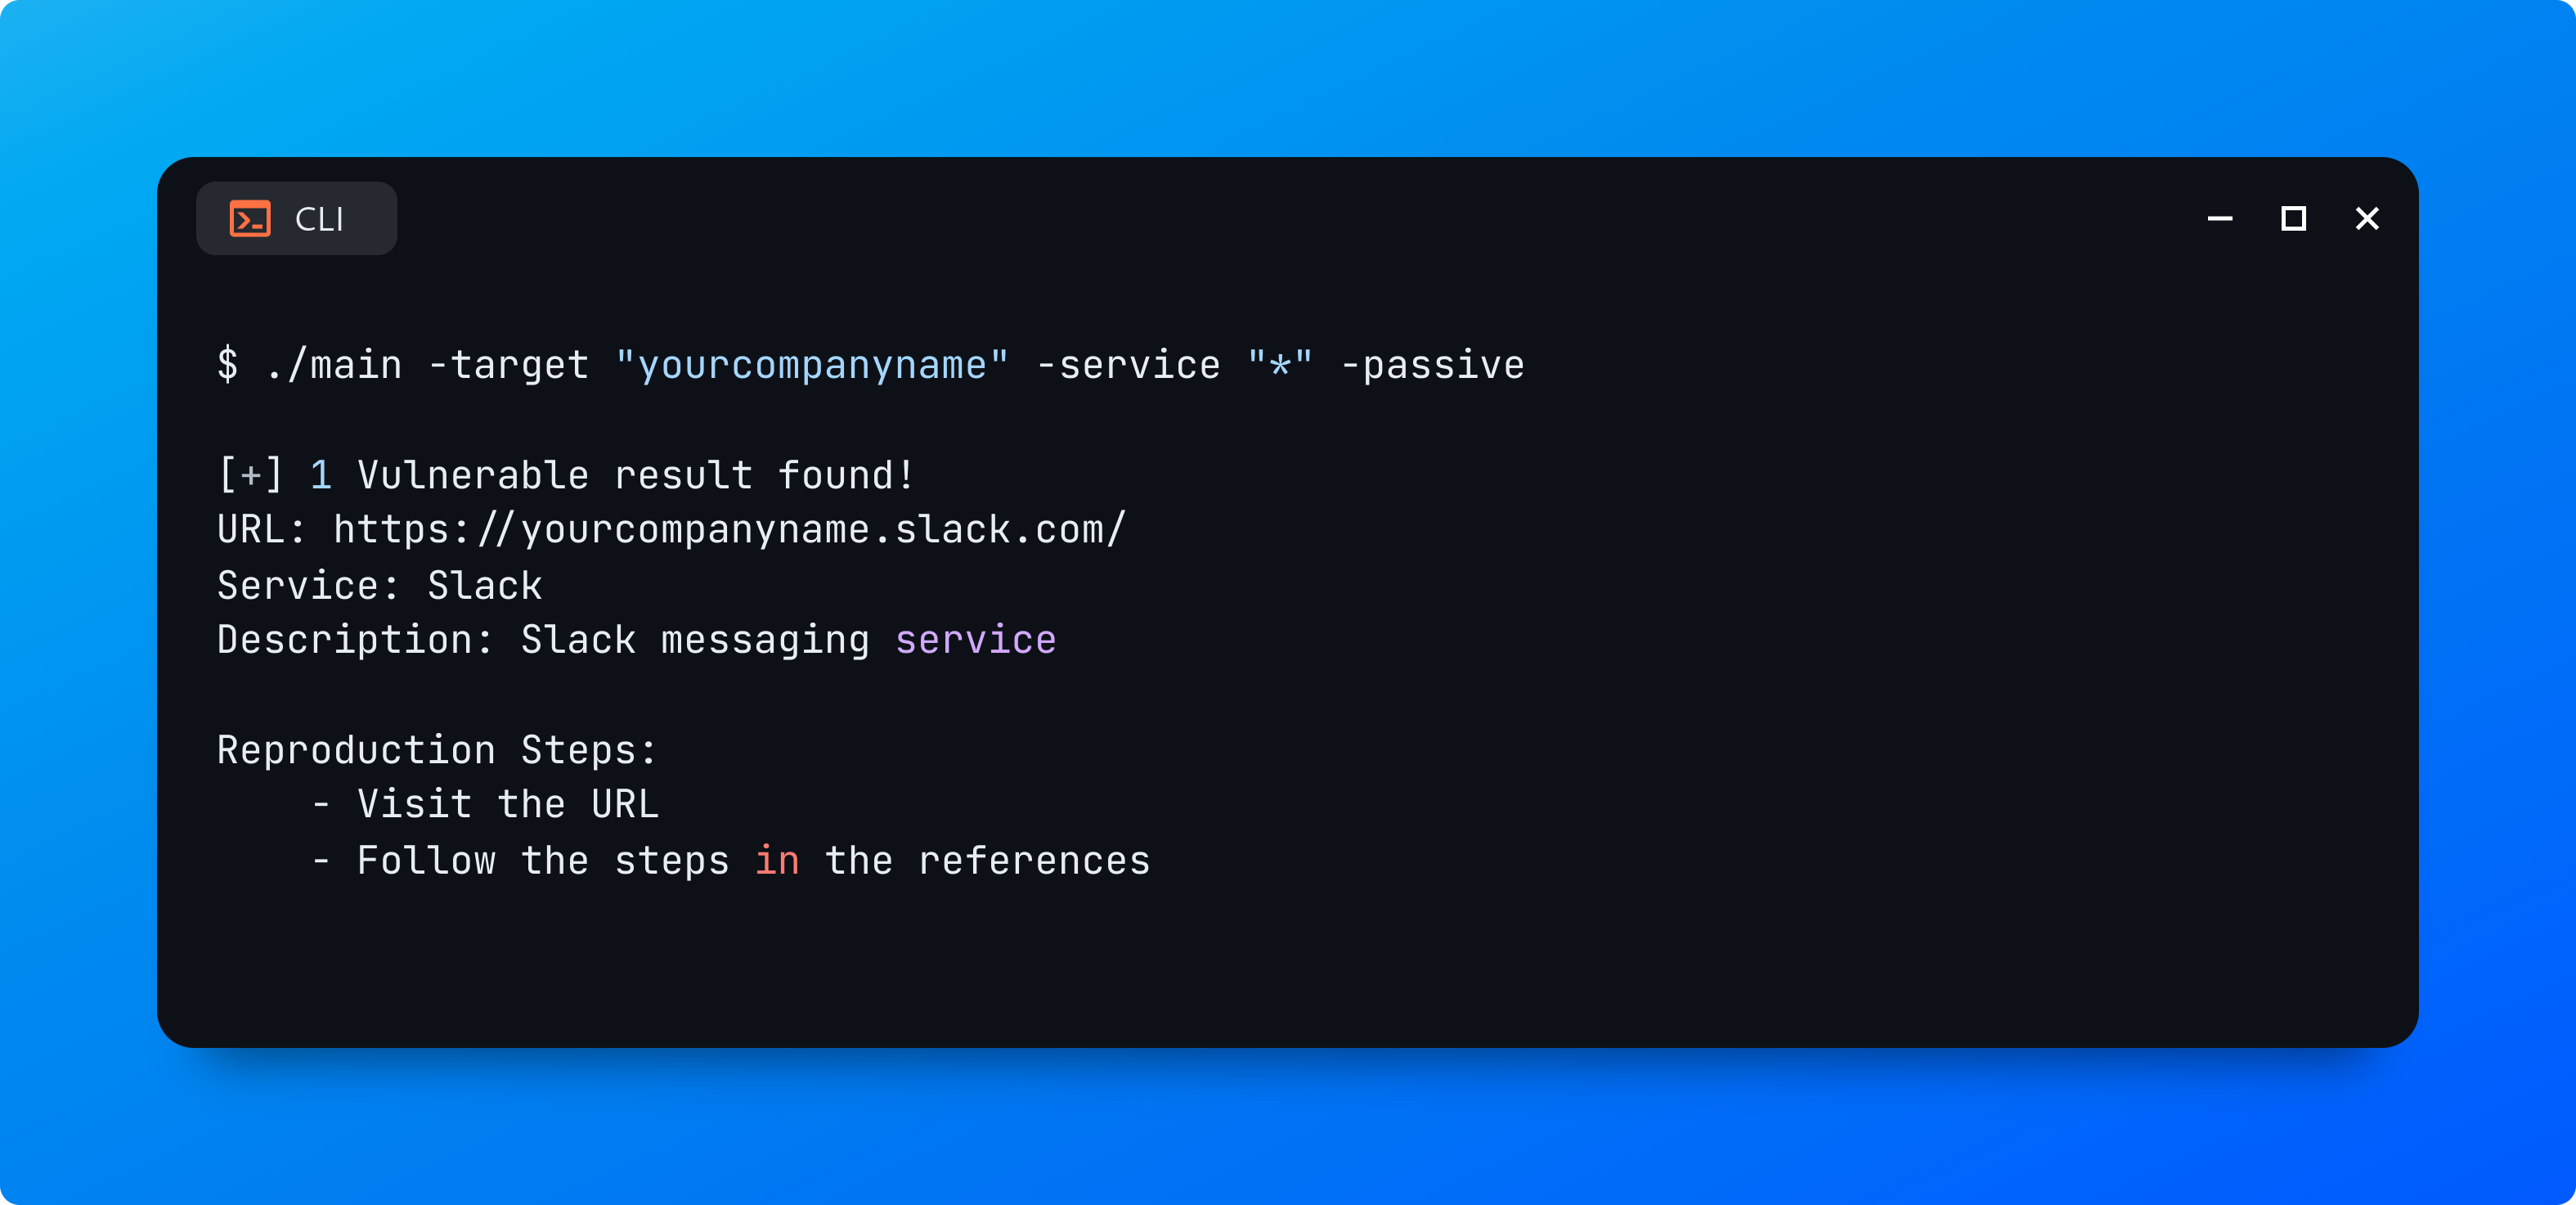 CLI
$ ./main -target "yourcompanyname" -service "*" -passive
[+] 1 Vulnerable result found!
URL: https://yourcompanyname.slack.com/
Service: Slack
Description: Slack messaging service
Reproduction Steps:
- Visit the URL
- Follow the steps in the references